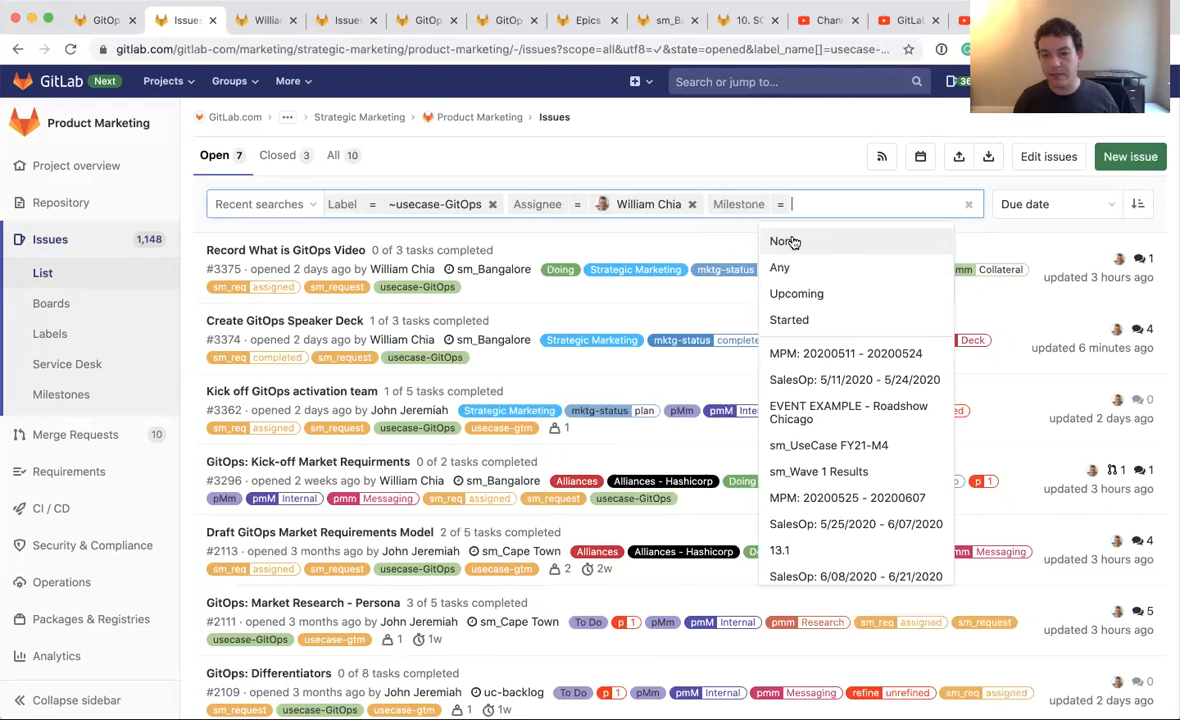 GitOp
Issues
Willia
Issues
GitOp
GitOp
Epics
sm_B
10. SC
Chann
GitLa
gitlab.com/gitlab-com/marketing/strategic-marketing/product-marketing/-/issues?scope=all&utf8=✓&state=opened&label_name[]=usecase-...
GitLab Next Projects Groups More Search or jump to...
Product Marketing
Project overview
Repository
Issues 1,148
List
Boards
Labels
Service Desk
Milestones
Merge Requests 10
Requirements
CI / CD
Security & Compliance
Operations
Packages & Registries
Analytics
Collapse sidebar
GitLab.com Strategic Marketing Product Marketing Issues
Open 7 Closed 3 All 10
Edit issues New issue
Recent searches Label = ~usecase-GitOps Assignee = William Chia Milestone = Due date
None
Any
Upcoming
Started
MPM: 20200511 - 20200524
SalesOp: 5/11/2020 - 5/24/2020
EVENT EXAMPLE - Roadshow
Chicago
sm_UseCase FY21-M4
sm_Wave 1 Results
MPM: 20200525 - 20200607
SalesOp: 5/25/2020 - 6/07/2020
13.1
SalesOp: 6/08/2020 - 6/21/2020
Record What is GitOps Video 0 of 3 tasks completed 1
#3375 · opened 2 days ago by William Chia sm_Bangalore Doing Strategic Marketing mktg-status mm Collateral updated 3 hours ago
sm_req assigned sm_request usecase-GitOps
Create GitOps Speaker Deck 1 of 3 tasks completed 4
#3374 · opened 2 days ago by William Chia sm_Bangalore Strategic Marketing mktg-status complete Deck updated 6 minutes ago
sm_req completed sm_request usecase-GitOps
Kick off GitOps activation team 1 of 5 tasks completed 0
#3362 · opened 2 days ago by John Jeremiah Strategic Marketing mktg-status plan pMm pmM Inte ed updated 2 days ago
sm_req assigned sm_request usecase-GitOps usecase-gtm 1
GitOps: Kick-off Market Requirments 0 of 2 tasks completed 1 1
#3296 · opened 2 weeks ago by William Chia sm_Bangalore Alliances Alliances - Hashicorp Doing p 1 updated 3 hours ago
pMm pmM Internal pmm Messaging sm_req assigned sm_request usecase-GitOps
Draft GitOps Market Requirements Model 2 of 5 tasks completed 4
#2113 · opened 3 months ago by John Jeremiah sm_Cape Town Alliances Alliances - Hashicorp mm Messaging updated 3 hours ago
sm_req assigned sm_request usecase-GitOps usecase-gtm 2 2w
GitOps: Market Research - Persona 3 of 5 tasks completed 5
#2111 · opened 3 months ago by John Jeremiah sm_Cape Town To Do p 1 pMm pmM Internal pmm Research sm_req assigned sm_request updated 3 hours ago
usecase-GitOps usecase-gtm 1 1w
GitOps: Differentiators 0 of 8 tasks completed 0
#2109 · opened 3 months ago by John Jeremiah uc-backlog To Do p 1 pMm pmM Internal pmm Messaging refine unrefined sm_req assigned updated 2 days ago
sm_request usecase-GitOps usecase-gtm 1 1w